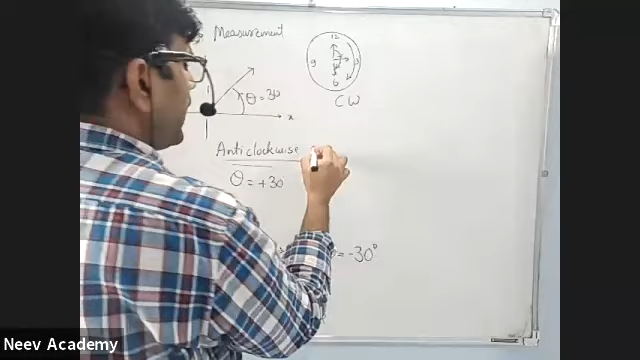 Measurement
12
9 3
6
θ = 30
x
CW
Anticlockwise
θ = +30
= -30°
Neev Academy